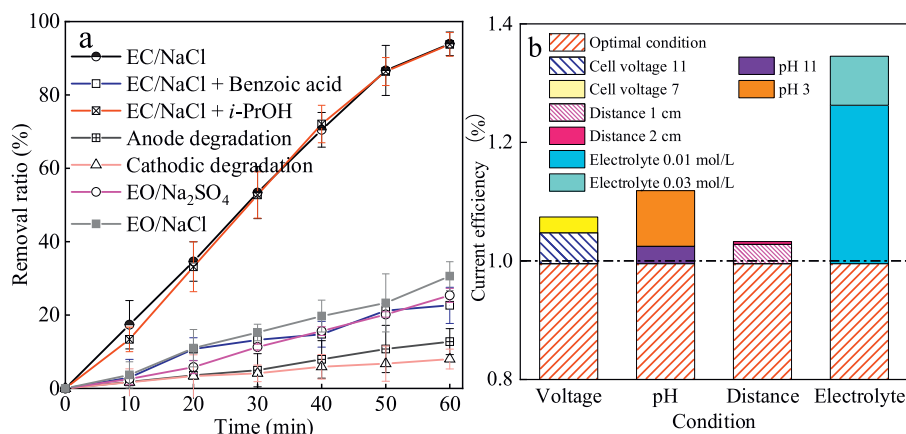 a
EC/NaCl
EC/NaCl + Benzoic acid
EC/NaCl + i-PrOH
Anode degradation
Cathodic degradation
EO/Na₂SO₄
EO/NaCl
Removal ratio (%)
100
80
60
40
20
0
0 10 20 30 40 50 60
Time (min)
b
Optimal condition
Cell voltage 11
Cell voltage 7
Distance 1 cm
Distance 2 cm
Electrolyte 0.01 mol/L
Electrolyte 0.03 mol/L
pH 11
pH 3
Current efficiency (%)
1.4
1.2
1.0
0.8
Voltage pH Distance Electrolyte
Condition